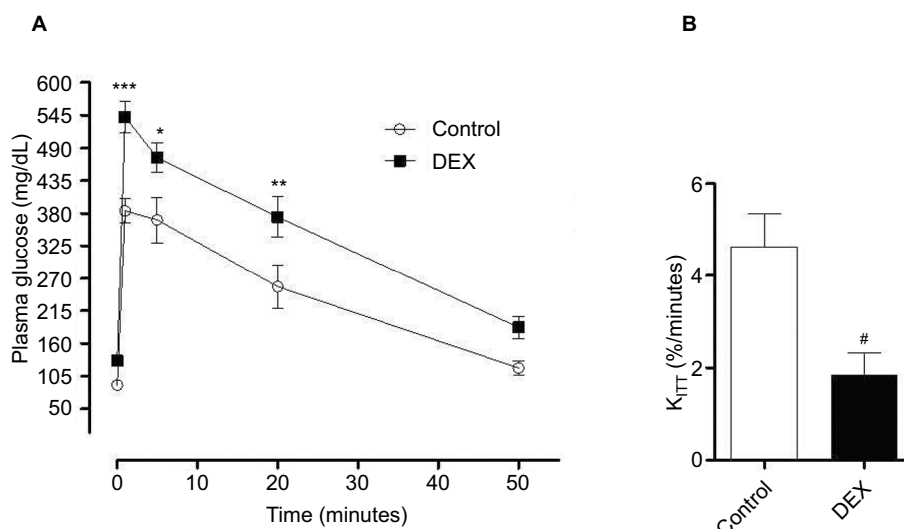 A
Plasma glucose (mg/dL)
600
545
490
435
380
325
270
215
160
105
50
***
*
**
Control
DEX
0
10
20
30
40
50
Time (minutes)
B
K_ITT (%/minutes)
6
4
2
0
#
Control
DEX